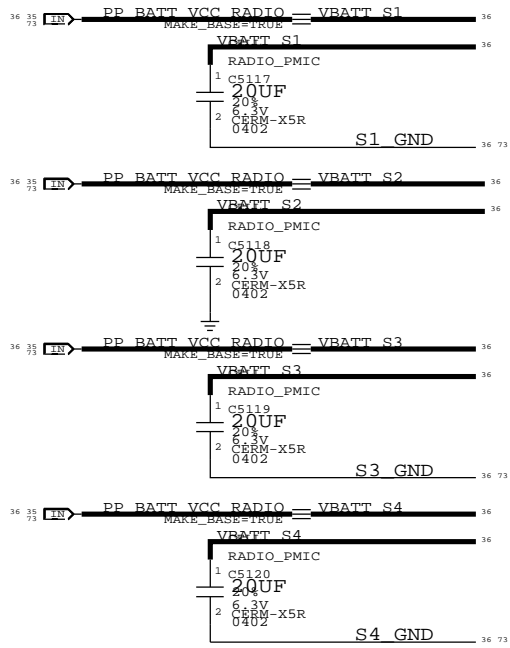 36 35 73 IN PP_BATT_VCC_RADIO VBATT_S1 36
MAKE_BASE=TRUE
VBATT_S1 36
RADIO_PMIC
1 C5117
20UF
20%
6.3V
2 CERM-X5R
0402
S1_GND 36 73
36 35 73 IN PP_BATT_VCC_RADIO VBATT_S2 36
MAKE_BASE=TRUE
VBATT_S2 36
RADIO_PMIC
1 C5118
20UF
20%
6.3V
2 CERM-X5R
0402
36 35 73 IN PP_BATT_VCC_RADIO VBATT_S3 36
MAKE_BASE=TRUE
VBATT_S3 36
RADIO_PMIC
1 C5119
20UF
20%
6.3V
2 CERM-X5R
0402
S3_GND 36 73
36 35 73 IN PP_BATT_VCC_RADIO VBATT_S4 36
MAKE_BASE=TRUE
VBATT_S4 36
RADIO_PMIC
1 C5120
20UF
20%
6.3V
2 CERM-X5R
0402
S4_GND 36 73